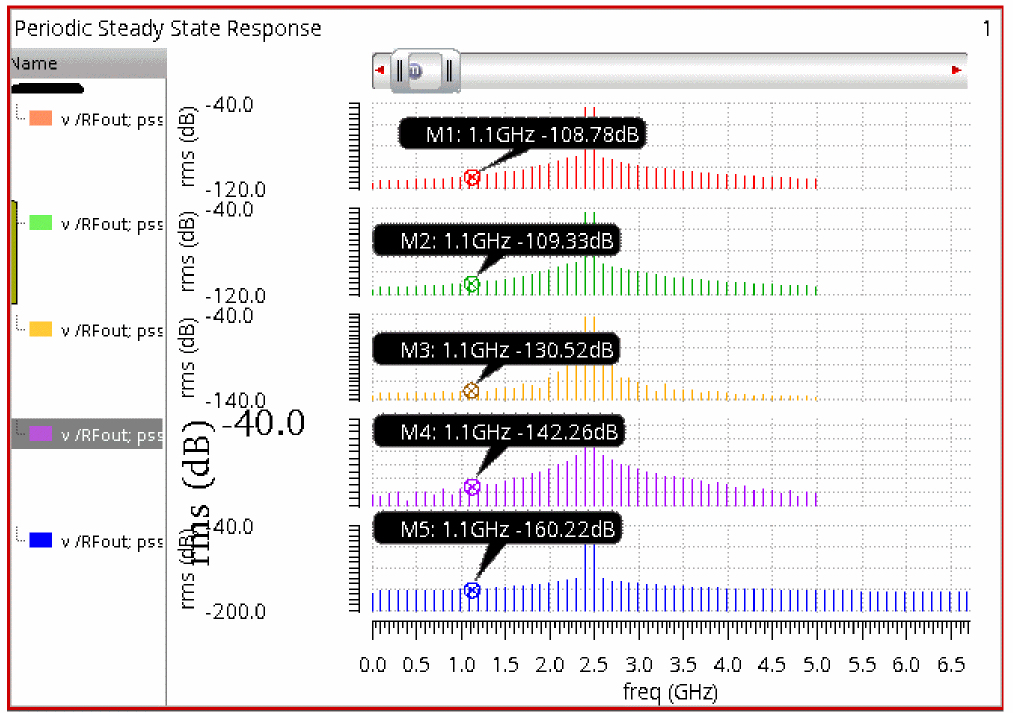 Periodic Steady State Response 1
Name
v /RFout; pss
rms (dB)
-40.0
-120.0
M1: 1.1GHz -108.78dB
v /RFout; pss
rms (dB)
-40.0
-120.0
M2: 1.1GHz -109.33dB
v /RFout; pss
rms (dB)
-40.0
-140.0
M3: 1.1GHz -130.52dB
v /RFout; pss
rms (dB)
-40.0
M4: 1.1GHz -142.26dB
v /RFout; pss
rms (dB)
40.0
-200.0
M5: 1.1GHz -160.22dB
0.0 0.5 1.0 1.5 2.0 2.5 3.0 3.5 4.0 4.5 5.0 5.5 6.0 6.5
freq (GHz)